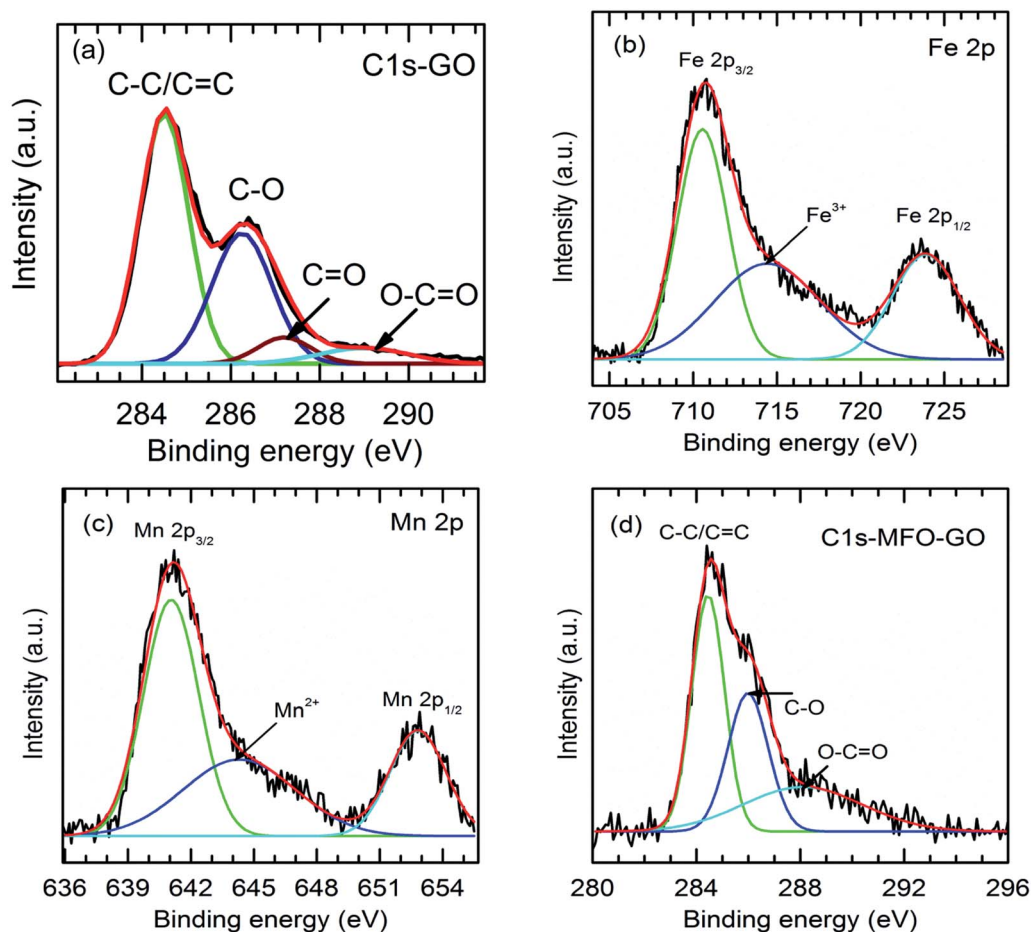 (a)
C1s-GO
C-C/C=C
C-O
C=O
O-C=O
Intensity (a.u.)
284 286 288 290
Binding energy (eV)
(b)
Fe 2p
Fe 2p3/2
Fe3+
Fe 2p1/2
Intensity (a.u.)
705 710 715 720 725
Binding energy (eV)
(c)
Mn 2p
Mn 2p3/2
Mn2+
Mn 2p1/2
Intensity (a.u.)
636 639 642 645 648 651 654
Binding energy (eV)
(d)
C1s-MFO-GO
C-C/C=C
C-O
O-C=O
Intensity (a.u.)
280 284 288 292 296
Binding energy (eV)